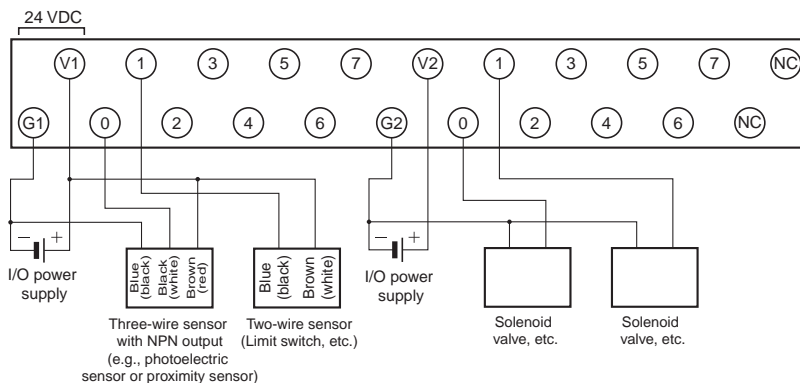 24 VDC
V1 1 3 5 7 V2 1 3 5 7 NC
G1 0 2 4 6 G2 0 2 4 6 NC
− +
I/O power
supply
Blue
(black)
Black
(white)
Brown
(red)
Three-wire sensor
with NPN output
(e.g., photoelectric
sensor or proximity sensor)
Blue
(black)
Brown
(white)
Two-wire sensor
(Limit switch, etc.)
− +
I/O power
supply
Solenoid
valve, etc.
Solenoid
valve, etc.